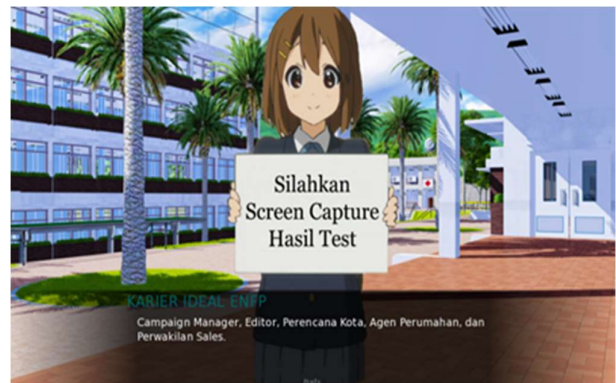 Silahkan
Screen Capture
Hasil Test
KARIER IDEAL ENFP
Campaign Manager, Editor, Perencana Kota, Agen Perumahan, dan
Perwakilan Sales.